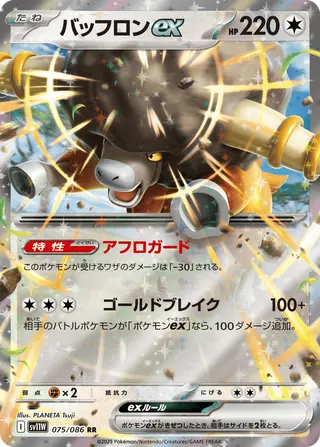 たね
バッフロンex
HP 220
特性 とくせい アフロガード
このポケモンが受けるワザのダメージは「-30」される。
ゴールドブレイク 100+
相手のバトルポケモンが「ポケモンex」なら、100ダメージ追加。
弱点 ×2 抵抗力 にげる
Illus. PLANETA Tsuji
sv11W 075/086 RR
exルール
ポケモンexがきぜつしたとき、相手はサイドを2枚とる。
©2025 Pokémon/Nintendo/Creatures/GAME FREAK